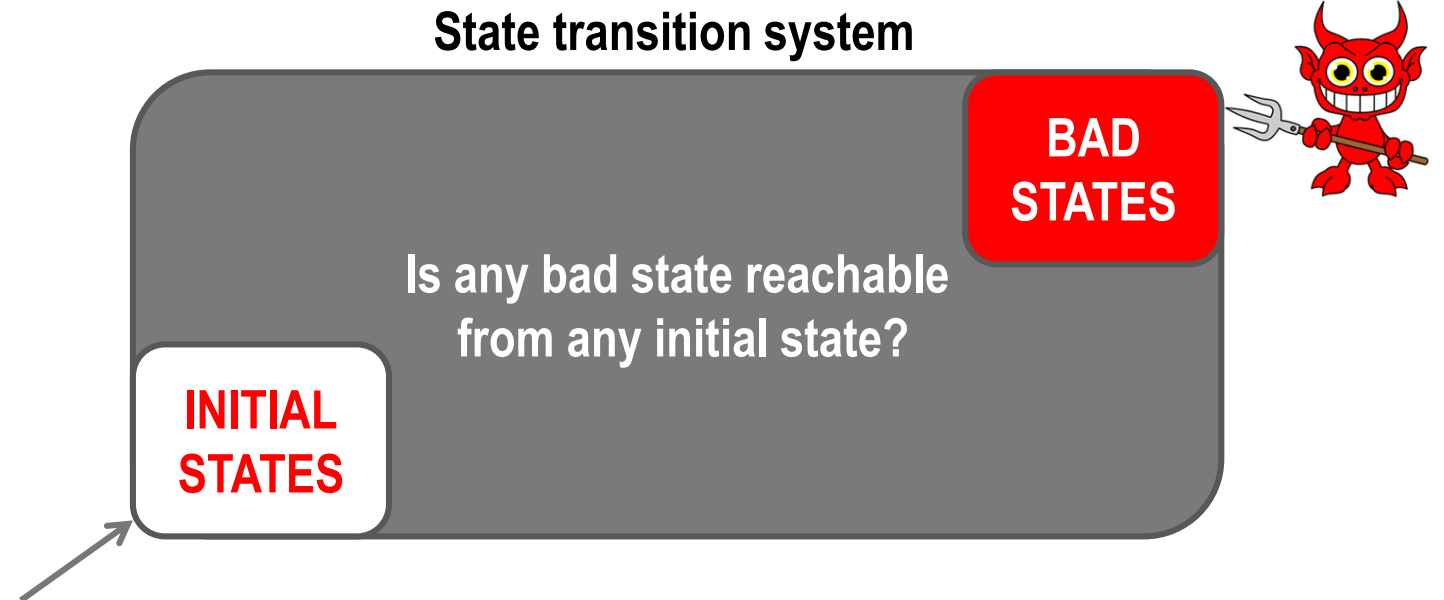 State transition system
BAD
STATES
Is any bad state reachable
from any initial state?
INITIAL
STATES